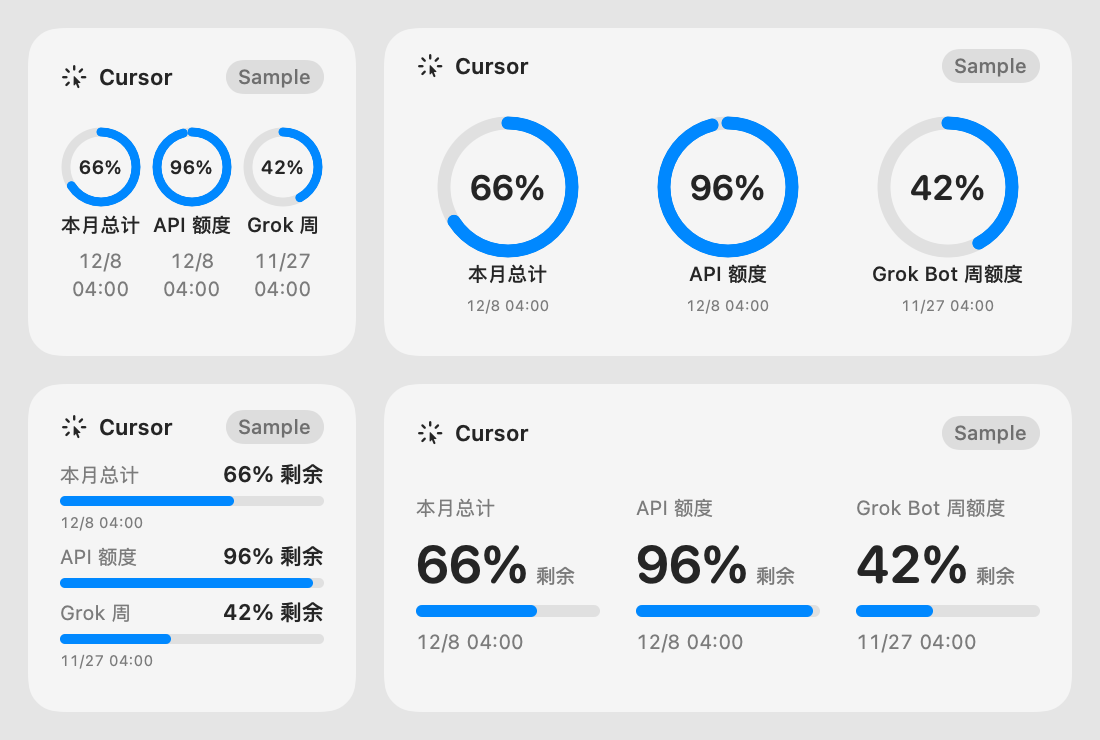 Cursor Sample
66% 96% 42%
本月总计 API 额度 Grok 周
12/8 12/8 11/27
04:00 04:00 04:00
Cursor Sample
66% 96% 42%
本月总计 API 额度 Grok Bot 周额度
12/8 04:00 12/8 04:00 11/27 04:00
Cursor Sample
本月总计 66% 剩余
12/8 04:00
API 额度 96% 剩余
Grok 周 42% 剩余
11/27 04:00
Cursor Sample
本月总计 API 额度 Grok Bot 周额度
66% 剩余 96% 剩余 42% 剩余
12/8 04:00 12/8 04:00 11/27 04:00